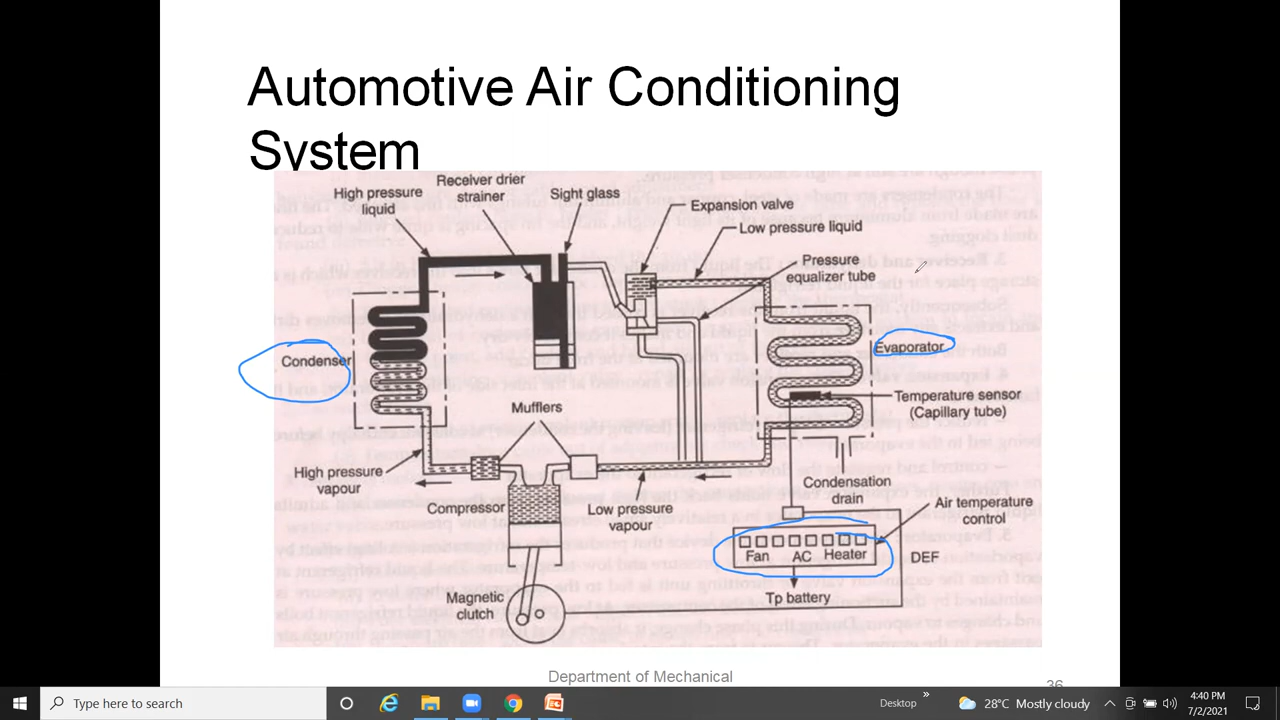 Automotive Air Conditioning
System
High pressure
liquid
Receiver drier
strainer
Sight glass
Expansion valve
Low pressure liquid
Pressure
equalizer tube
Condenser
Evaporator
Temperature sensor
(Capillary tube)
Mufflers
High pressure
vapour
Compressor
Low pressure
vapour
Condensation
drain
Air temperature
control
Fan AC Heater
DEF
Tp battery
Magnetic
clutch
Department of Mechanical
36
Type here to search
Desktop
»
28°C Mostly cloudy
4:40 PM
7/2/2021